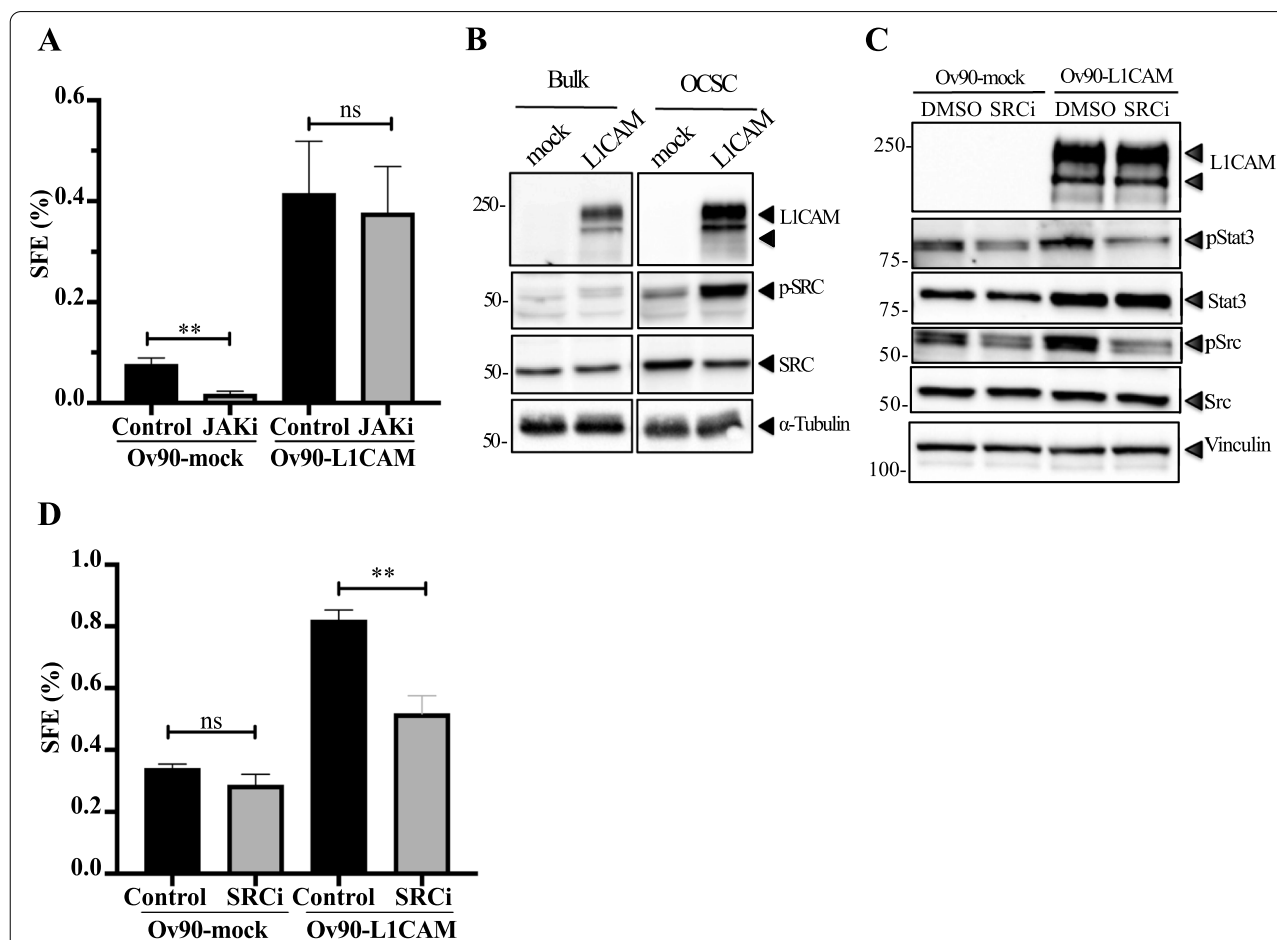 A
0.6
0.4
0.2
0.0
SFE (%)
**
ns
Control JAKi Control JAKi
Ov90-mock Ov90-L1CAM
B
Bulk OCSC
mock L1CAM mock L1CAM
250-
L1CAM
50-
p-SRC
50-
SRC
50-
α-Tubulin
C
Ov90-mock Ov90-L1CAM
DMSO SRCi DMSO SRCi
250-
L1CAM
pStat3
75-
Stat3
75-
pSrc
50-
Src
50-
Vinculin
100-
D
1.0
0.8
0.6
0.4
0.2
0.0
SFE (%)
ns
**
Control SRCi Control SRCi
Ov90-mock Ov90-L1CAM